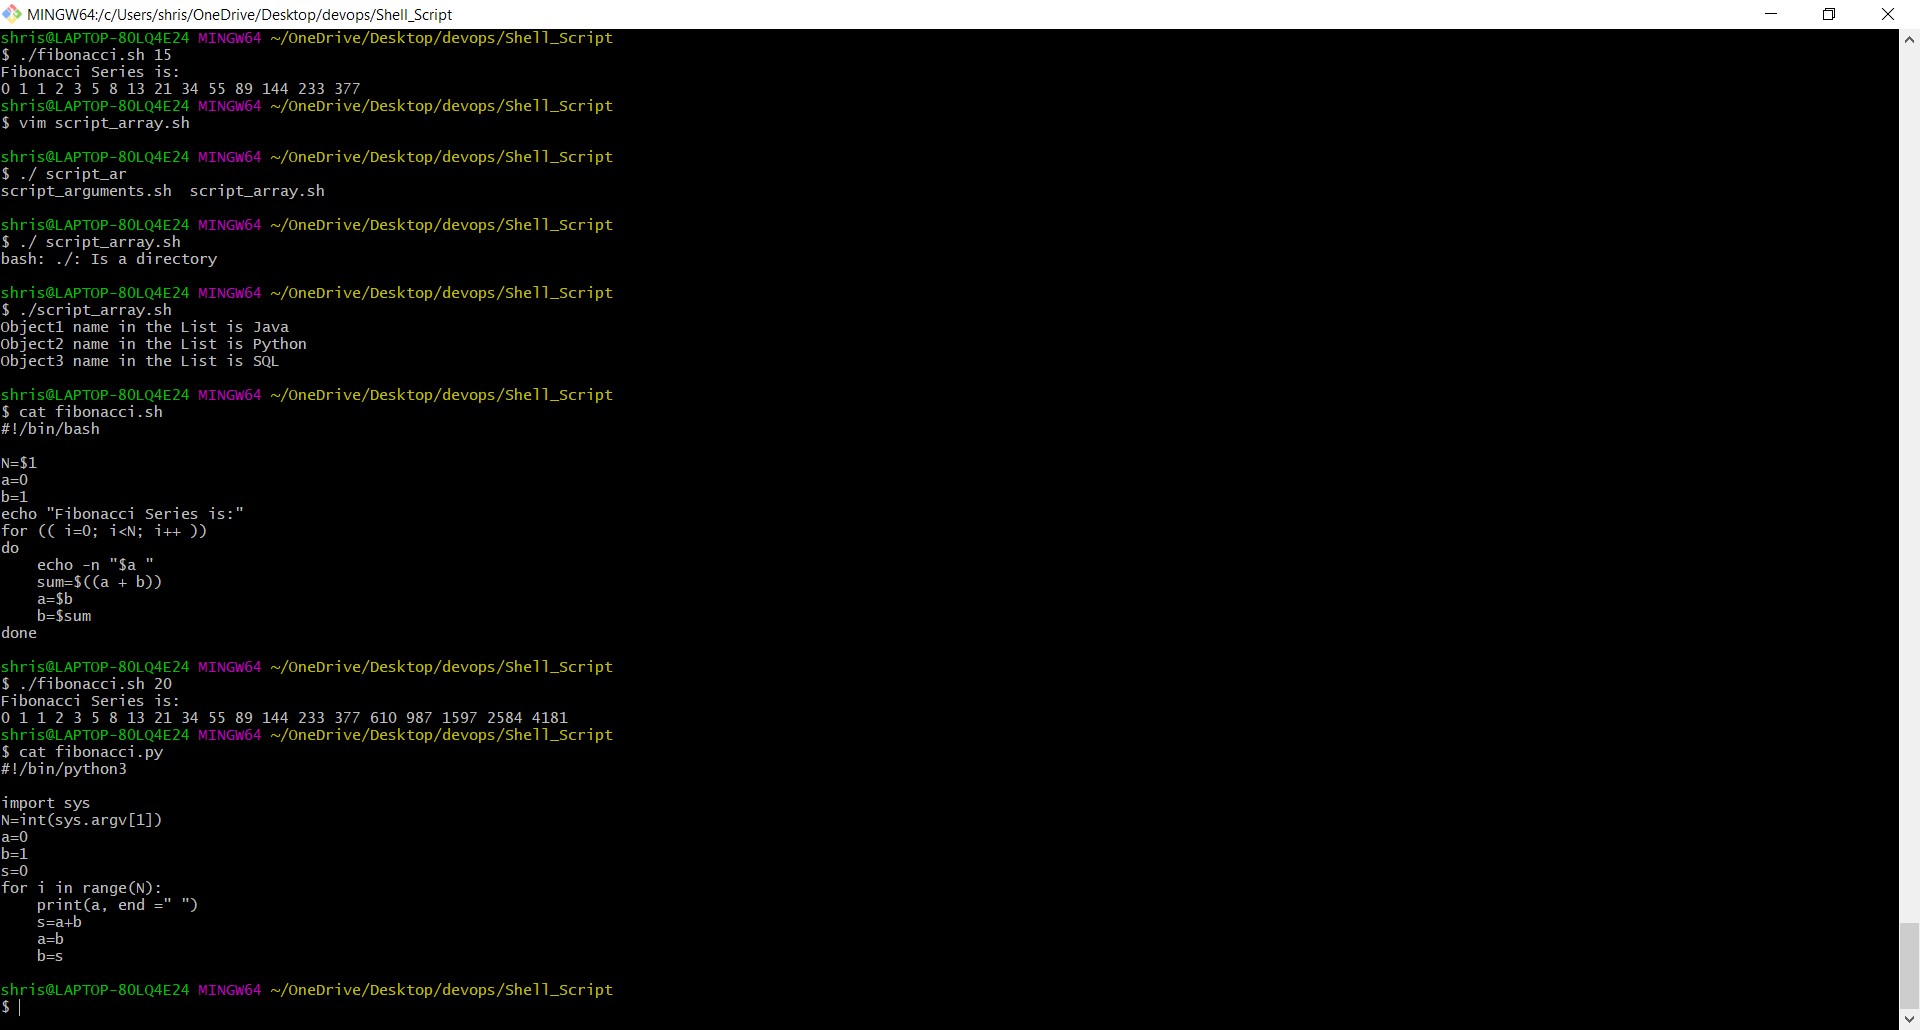 MINGW64:/c/Users/shris/OneDrive/Desktop/devops/Shell_Script
shris@LAPTOP-8OLQ4E24 MINGW64 ~/OneDrive/Desktop/devops/Shell_Script
$ ./fibonacci.sh 15
Fibonacci Series is:
0 1 1 2 3 5 8 13 21 34 55 89 144 233 377
shris@LAPTOP-8OLQ4E24 MINGW64 ~/OneDrive/Desktop/devops/Shell_Script
$ vim script_array.sh
shris@LAPTOP-8OLQ4E24 MINGW64 ~/OneDrive/Desktop/devops/Shell_Script
$ ./ script_ar
script_arguments.sh  script_array.sh
shris@LAPTOP-8OLQ4E24 MINGW64 ~/OneDrive/Desktop/devops/Shell_Script
$ ./ script_array.sh
bash: ./: Is a directory
shris@LAPTOP-8OLQ4E24 MINGW64 ~/OneDrive/Desktop/devops/Shell_Script
$ ./script_array.sh
Object1 name in the List is Java
Object2 name in the List is Python
Object3 name in the List is SQL
shris@LAPTOP-8OLQ4E24 MINGW64 ~/OneDrive/Desktop/devops/Shell_Script
$ cat fibonacci.sh
#!/bin/bash
N=$1
a=0
b=1
echo "Fibonacci Series is:"
for (( i=0; i<N; i++ ))
do
    echo -n "$a "
    sum=$((a + b))
    a=$b
    b=$sum
done
shris@LAPTOP-8OLQ4E24 MINGW64 ~/OneDrive/Desktop/devops/Shell_Script
$ ./fibonacci.sh 20
Fibonacci Series is:
0 1 1 2 3 5 8 13 21 34 55 89 144 233 377 610 987 1597 2584 4181
shris@LAPTOP-8OLQ4E24 MINGW64 ~/OneDrive/Desktop/devops/Shell_Script
$ cat fibonacci.py
#!/bin/python3
import sys
N=int(sys.argv[1])
a=0
b=1
s=0
for i in range(N):
    print(a, end =" ")
    s=a+b
    a=b
    b=s
shris@LAPTOP-8OLQ4E24 MINGW64 ~/OneDrive/Desktop/devops/Shell_Script
$